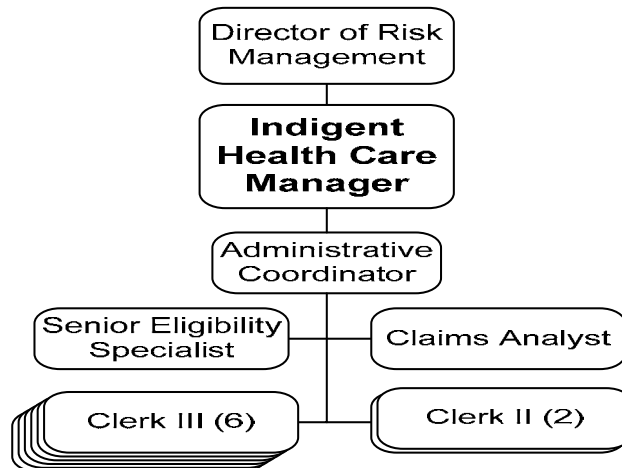 Director of Risk
Management
Indigent
Health Care
Manager
Administrative
Coordinator
Senior Eligibility
Specialist
Claims Analyst
Clerk III (6)
Clerk II (2)